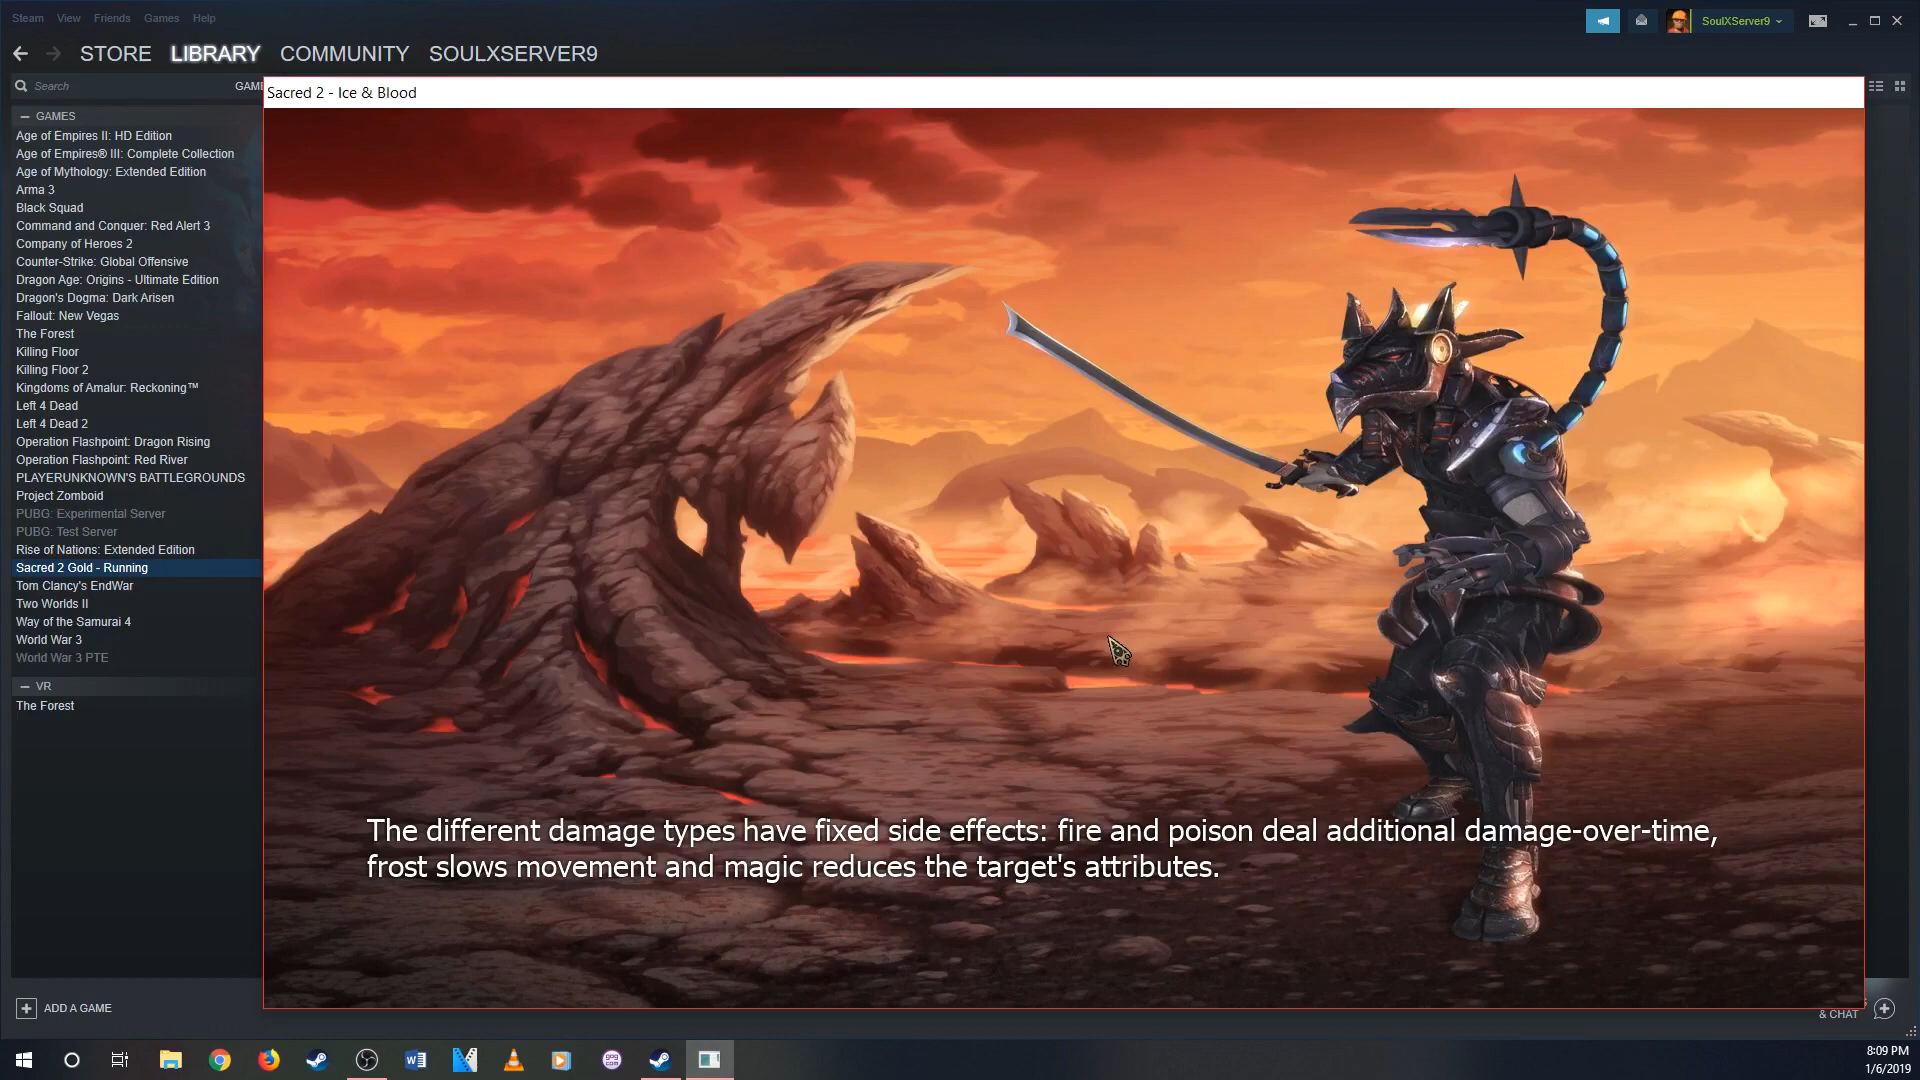 Steam View Friends Games Help
SoulXServer9
STORE LIBRARY COMMUNITY SOULXSERVER9
Search
Sacred 2 - Ice & Blood
GAMES
Age of Empires II: HD Edition
Age of Empires® III: Complete Collection
Age of Mythology: Extended Edition
Arma 3
Black Squad
Command and Conquer: Red Alert 3
Company of Heroes 2
Counter-Strike: Global Offensive
Dragon Age: Origins - Ultimate Edition
Dragon's Dogma: Dark Arisen
Fallout: New Vegas
The Forest
Killing Floor
Killing Floor 2
Kingdoms of Amalur: Reckoning™
Left 4 Dead
Left 4 Dead 2
Operation Flashpoint: Dragon Rising
Operation Flashpoint: Red River
PLAYERUNKNOWN'S BATTLEGROUNDS
Project Zomboid
PUBG: Experimental Server
PUBG: Test Server
Rise of Nations: Extended Edition
Sacred 2 Gold - Running
Tom Clancy's EndWar
Two Worlds II
Way of the Samurai 4
World War 3
World War 3 PTE
VR
The Forest
The different damage types have fixed side effects: fire and poison deal additional damage-over-time,
frost slows movement and magic reduces the target's attributes.
ADD A GAME
& CHAT
8:09 PM
1/6/2019